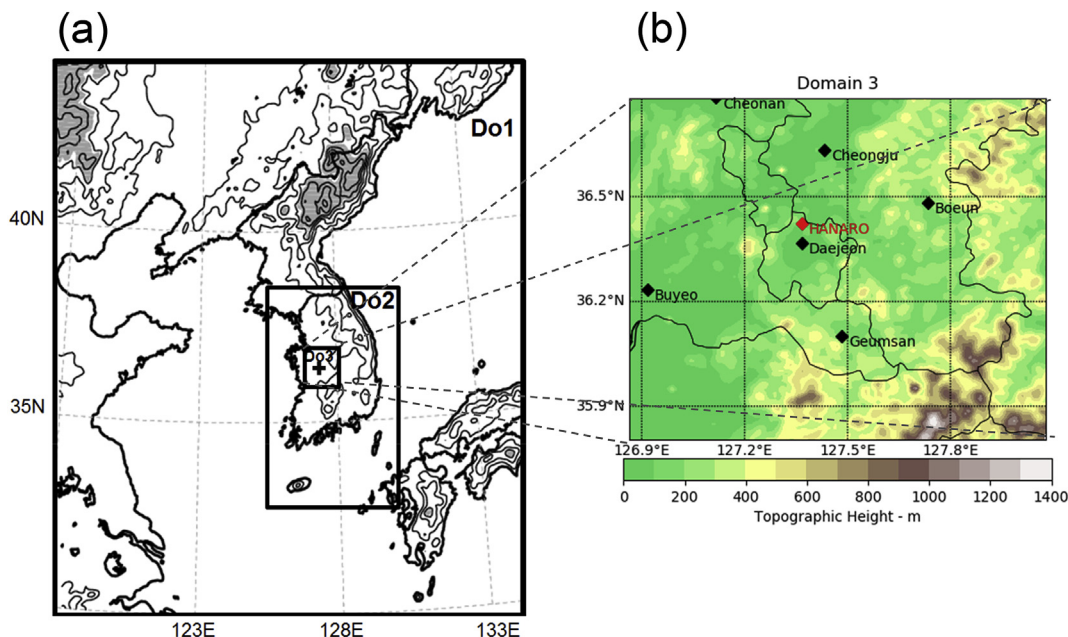 (a)
(b)
Domain 3
Do1
Do2
Do3
40N
35N
123E
128E
133E
Cheonan
Cheongju
Boeun
HANARO
Daejeon
Buyeo
Geumsan
36.5°N
36.2°N
35.9°N
126.9°E
127.2°E
127.5°E
127.8°E
0 200 400 600 800 1000 1200 1400
Topographic Height - m